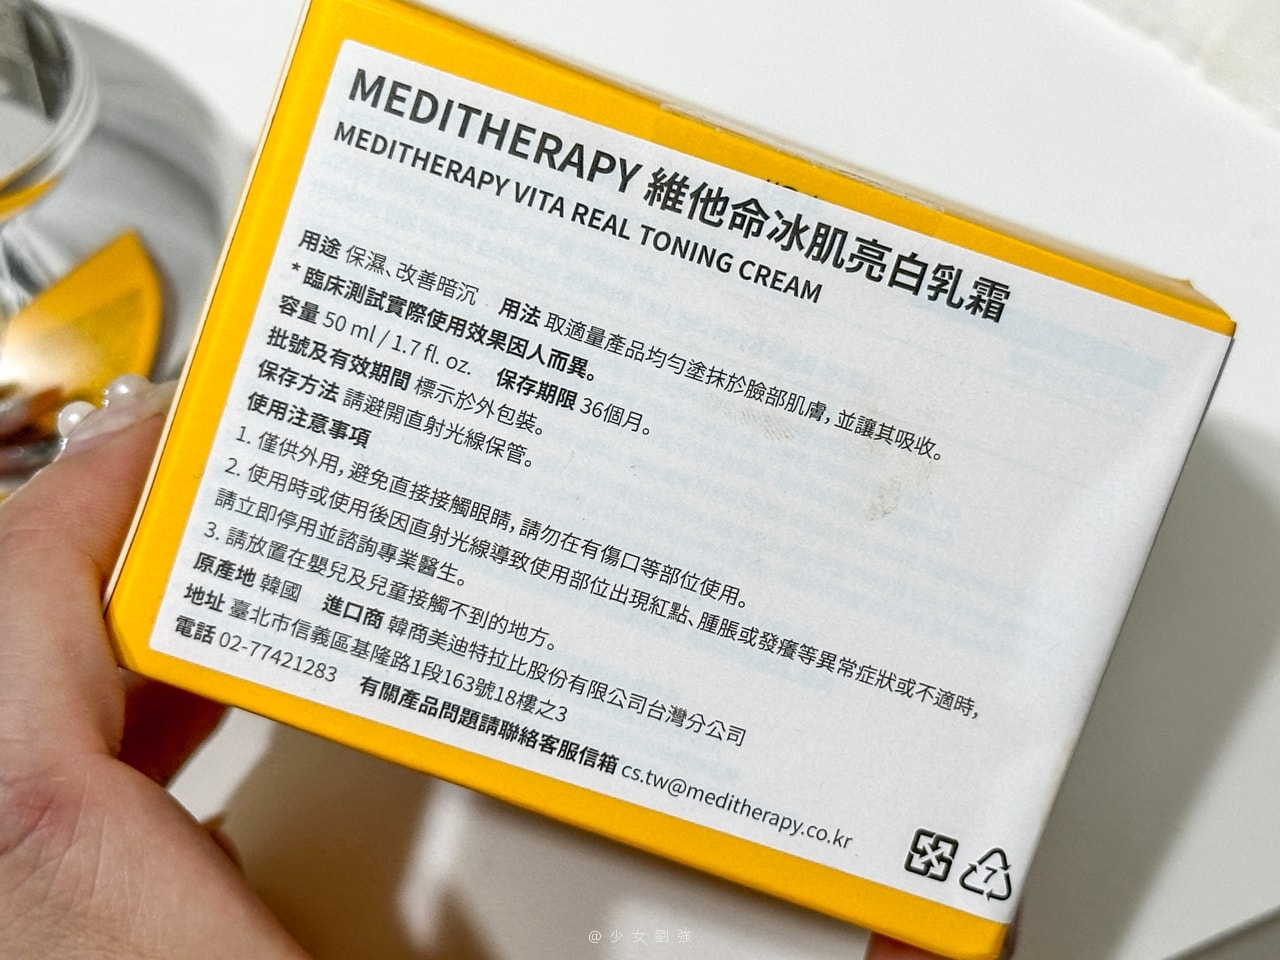 MEDITHERAPY 維他命冰肌亮白乳霜
MEDITHERAPY VITA REAL TONING CREAM
用途 保濕、改善暗沉 用法 取適量產品均勻塗抹於臉部肌膚, 並讓其吸收。
* 臨床測試實際使用效果因人而異。
容量 50 ml / 1.7 fl. oz. 保存期限 36個月。
批號及有效期間 標示於外包裝。
保存方法 請避開直射光線保管。
使用注意事項
1. 僅供外用, 避免直接接觸眼睛, 請勿在有傷口等部位使用。
2. 使用時或使用後因直射光線導致使用部位出現紅點、腫脹或發癢等異常症狀或不適時,
請立即停用並諮詢專業醫生。
3. 請放置在嬰兒及兒童接觸不到的地方。
原產地 韓國 進口商 韓商美迪特拉比股份有限公司台灣分公司
地址 臺北市信義區基隆路1段163號18樓之3
電話 02-77421283 有關產品問題請聯絡客服信箱 cs.tw@meditherapy.co.kr
7
@少女劉強